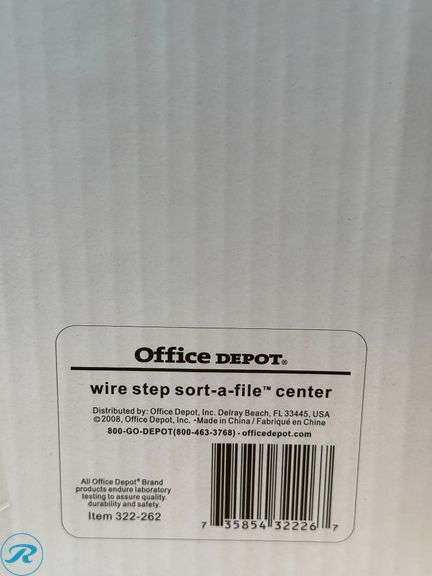 Office DEPOT®
wire step sort-a-file™ center
Distributed by: Office Depot, Inc. Delray Beach, FL 33445, USA
©2008, Office Depot, Inc. •Made in China / Fabriqué en Chine
800-GO-DEPOT(800-463-3768) - officedepot.com
All Office Depot® Brand
products endure laboratory
testing to assure quality,
durability and safety.
Item 322-262
7 35854 32226 7
R